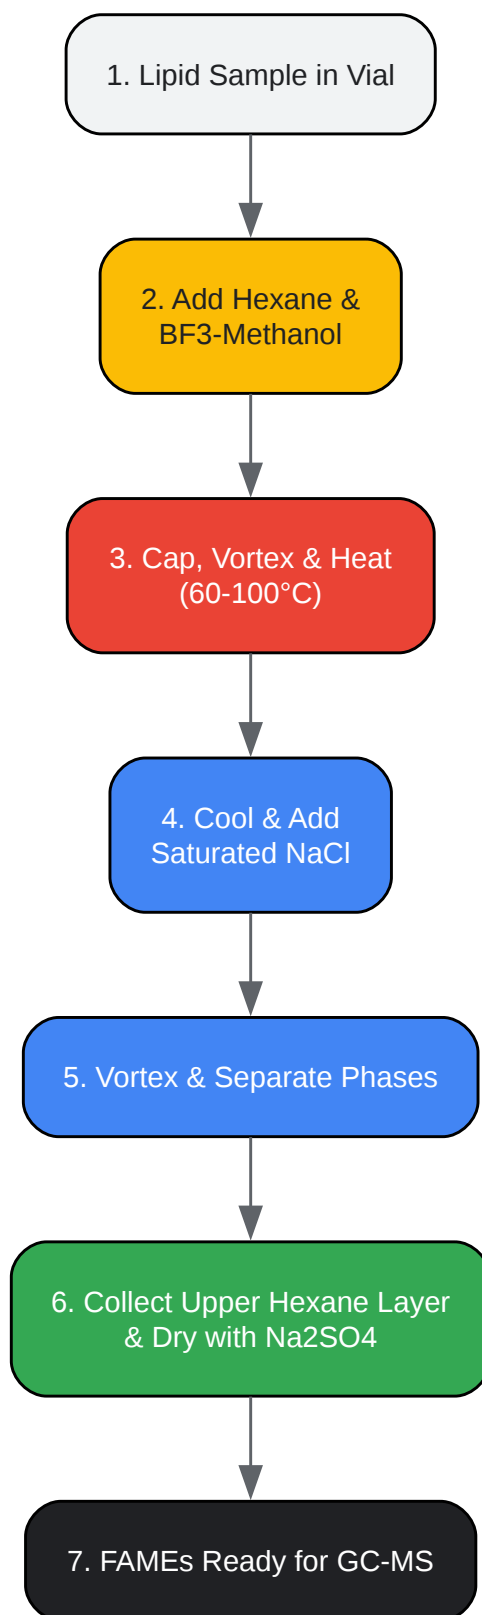 1. Lipid Sample in Vial
2. Add Hexane &
BF3-Methanol
3. Cap, Vortex & Heat
(60-100°C)
4. Cool & Add
Saturated NaCl
5. Vortex & Separate Phases
6. Collect Upper Hexane Layer
& Dry with Na2SO4
7. FAMEs Ready for GC-MS